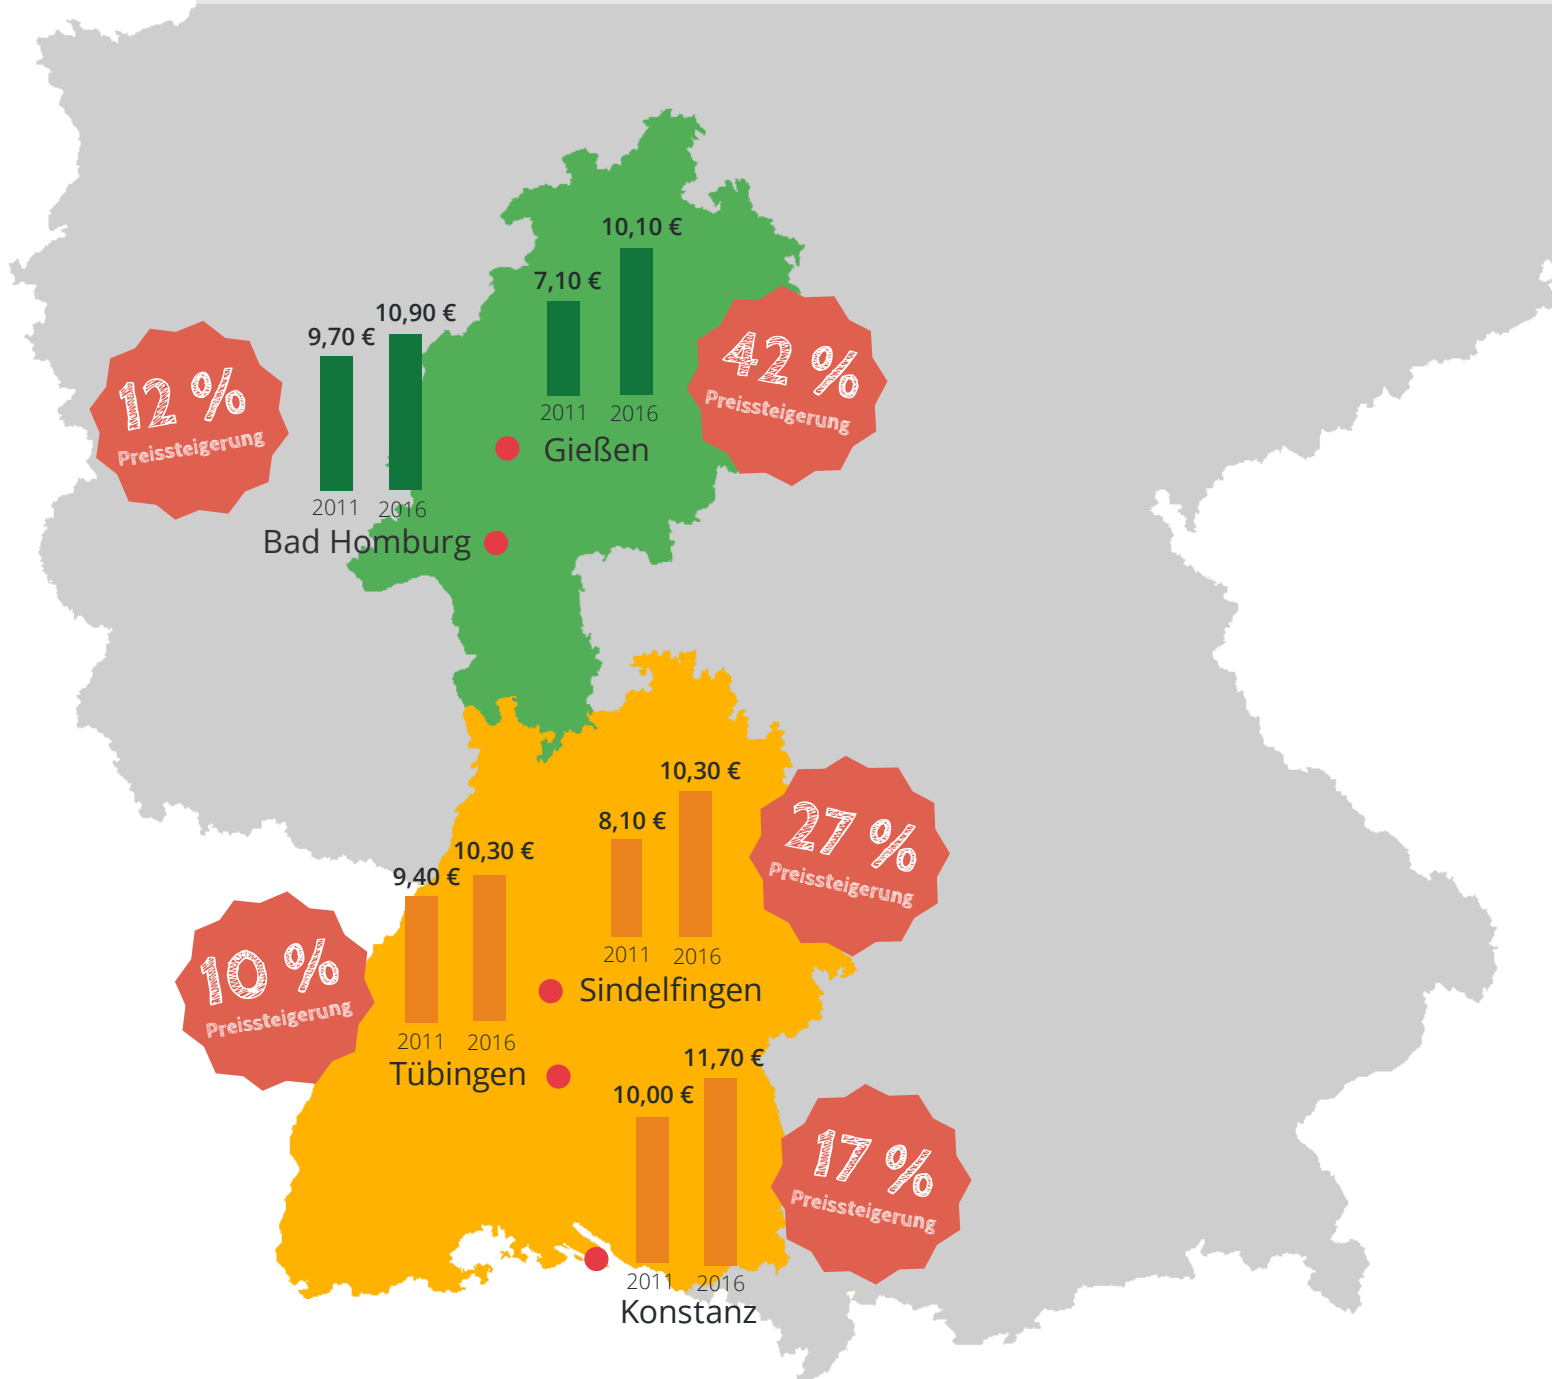 10,10 €
7,10 €
2011
2016
Gießen
42 %
Preissteigerung
9,70 €
10,90 €
2011
2016
Bad Homburg
12 %
Preissteigerung
8,10 €
10,30 €
2011
2016
Sindelfingen
27 %
Preissteigerung
9,40 €
10,30 €
2011
2016
Tübingen
10 %
Preissteigerung
10,00 €
11,70 €
2011
2016
Konstanz
17 %
Preissteigerung